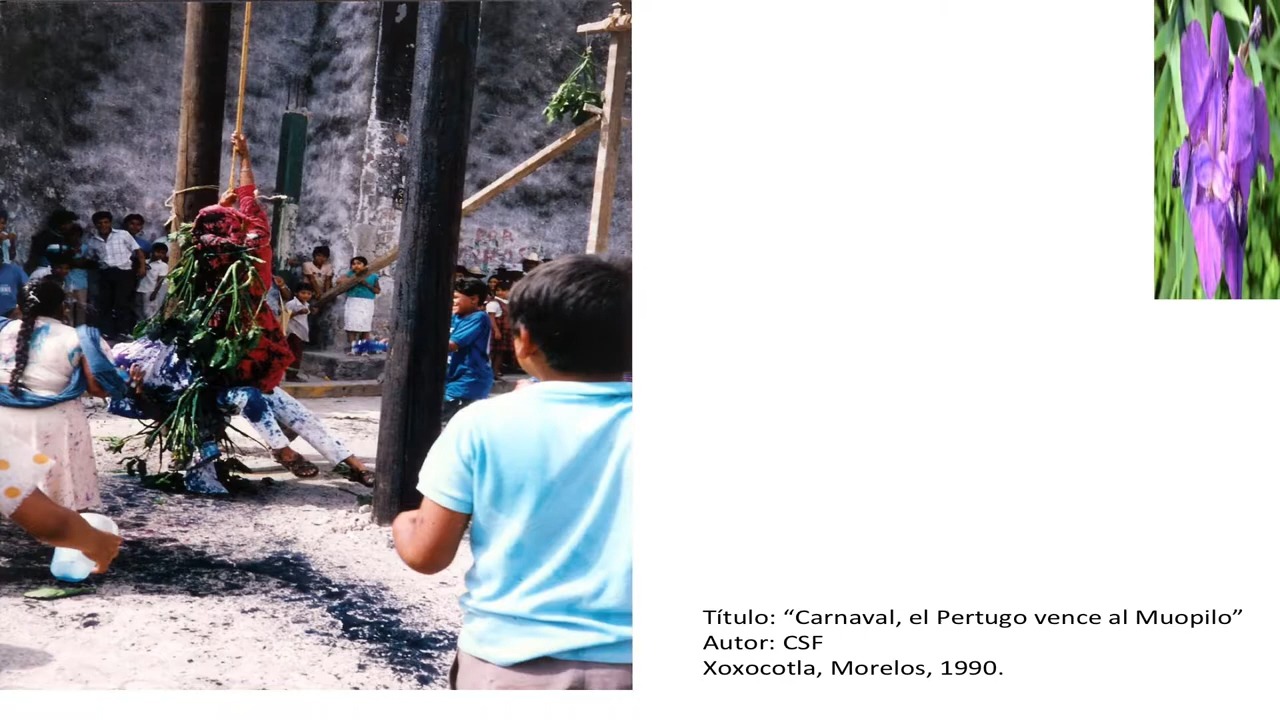 Título: “Carnaval, el Pertugo vence al Muopilo”
Autor: CSF
Xoxocotla, Morelos, 1990.